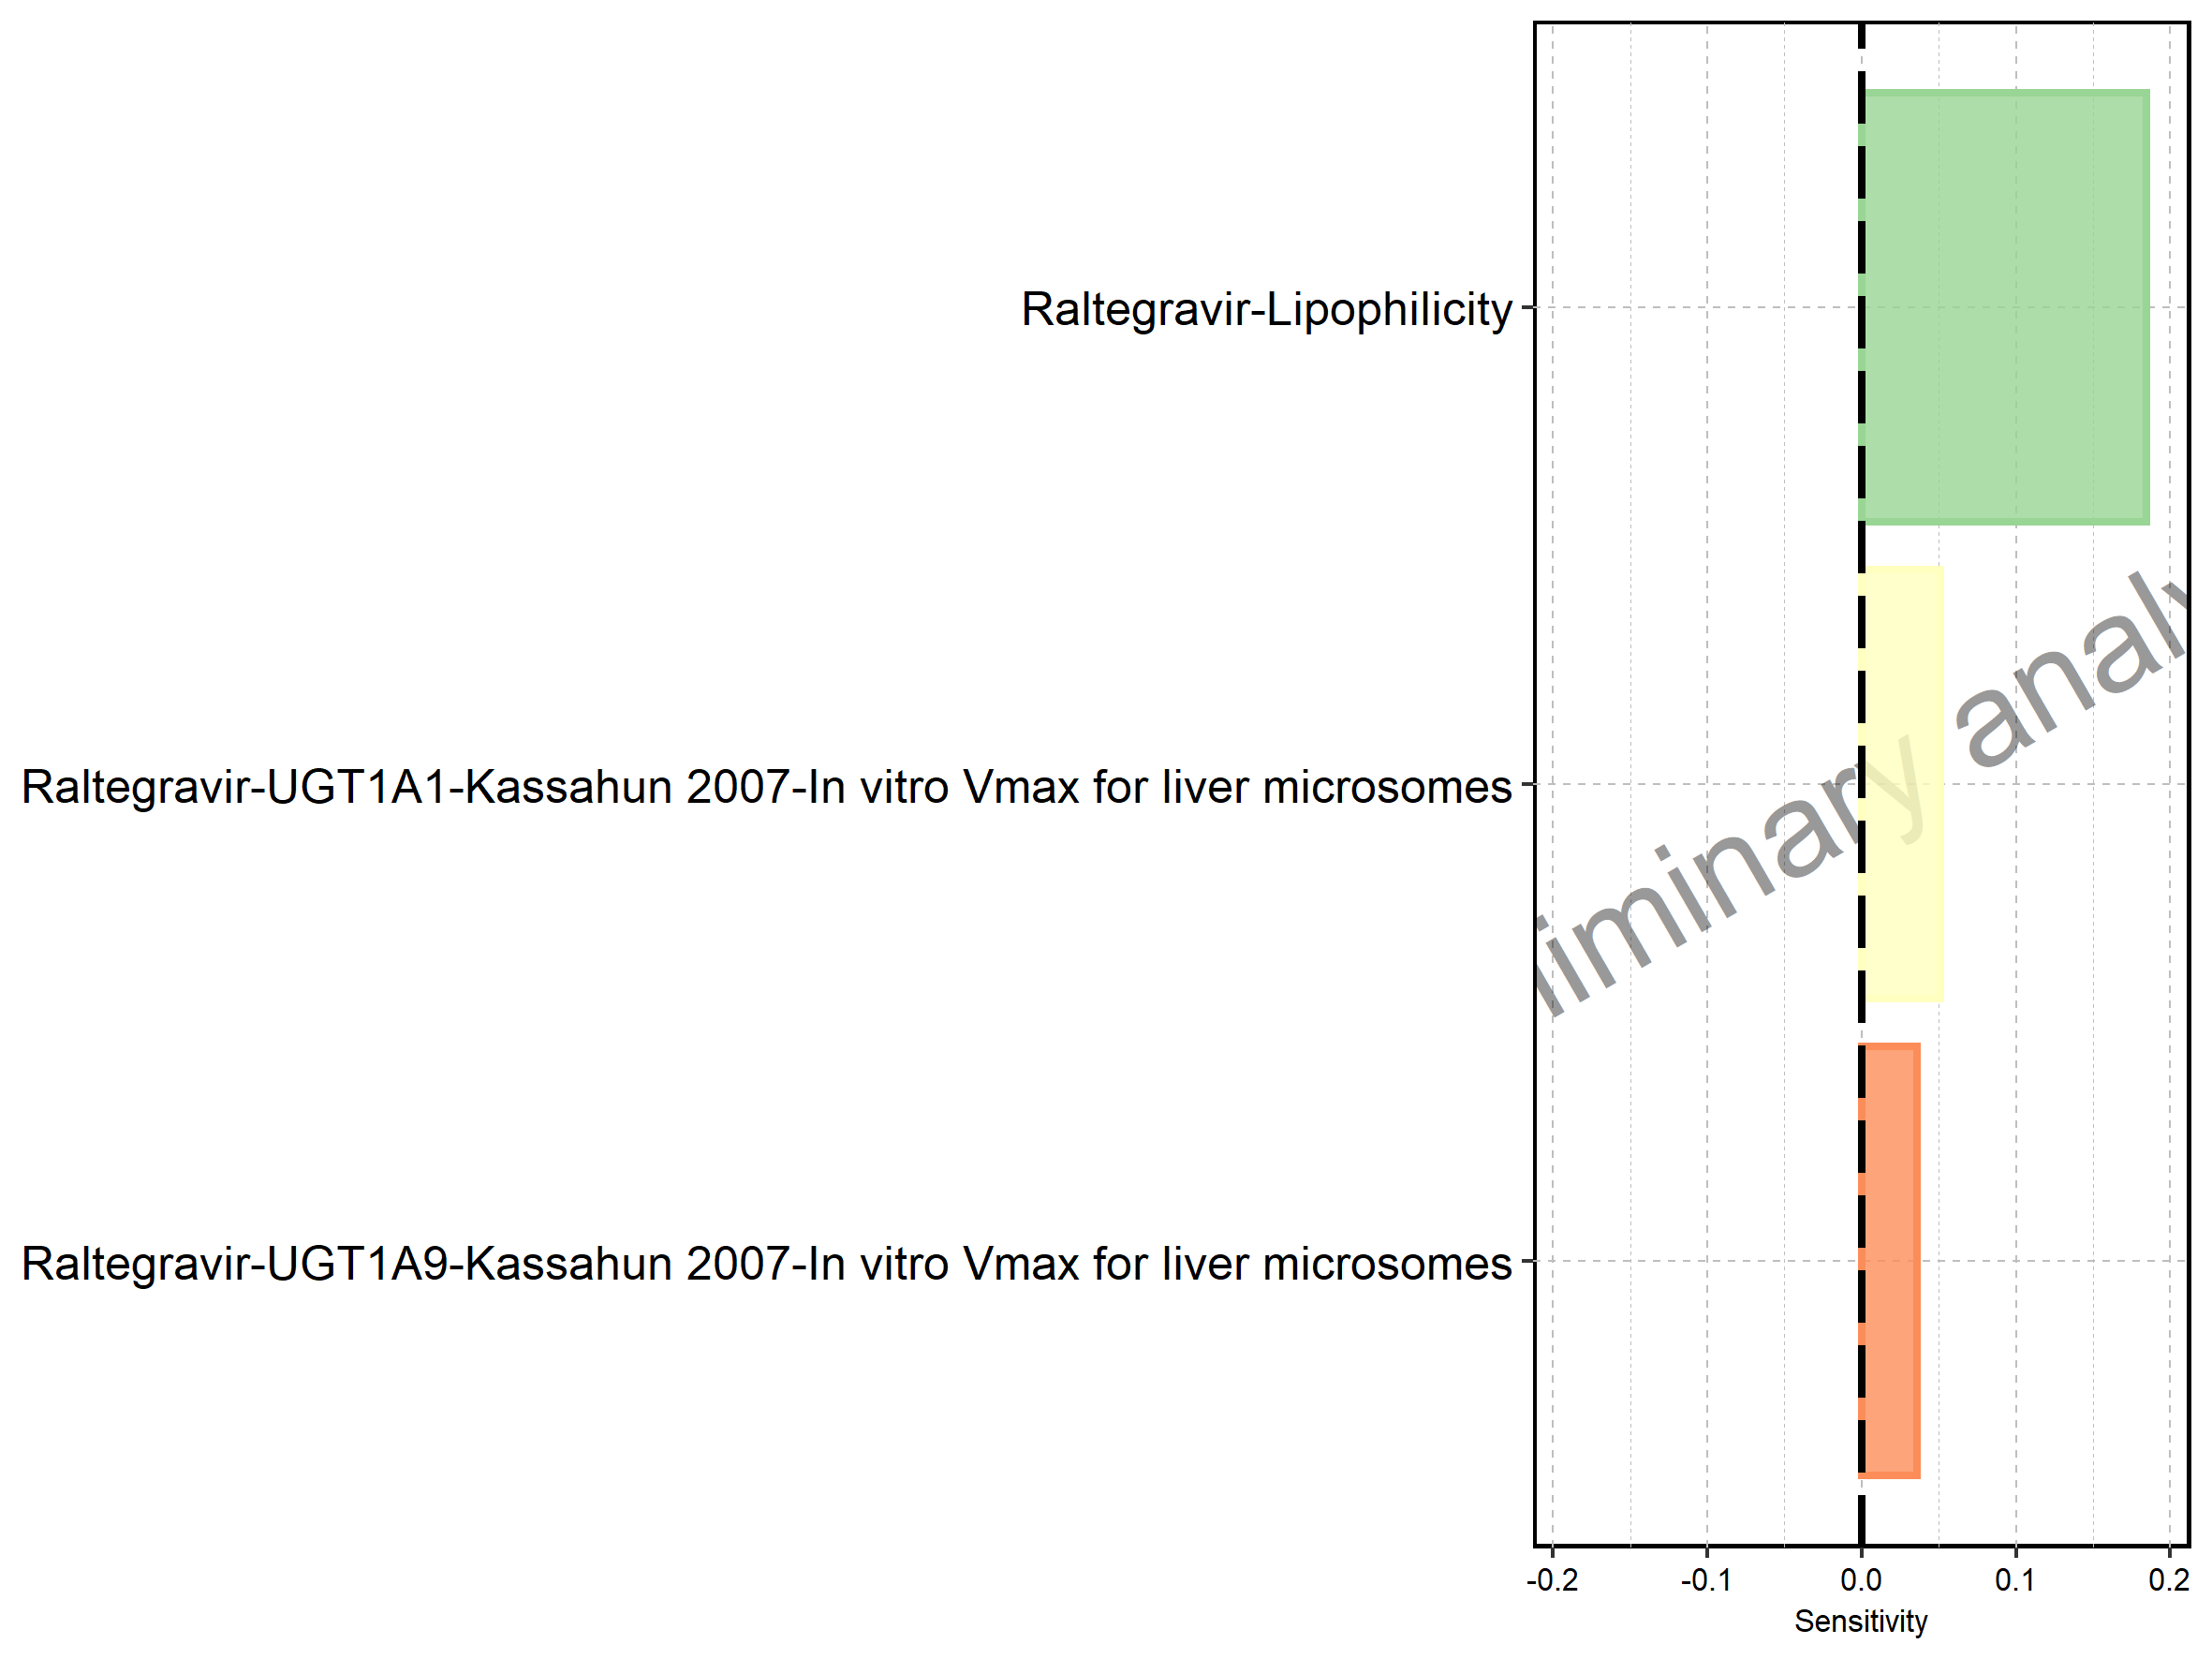 Raltegravir-Lipophilicity
Raltegravir-UGT1A1-Kassahun 2007-In vitro Vmax for liver microsomes
Raltegravir-UGT1A9-Kassahun 2007-In vitro Vmax for liver microsomes
-0.2 -0.1 0.0 0.1 0.2
Sensitivity